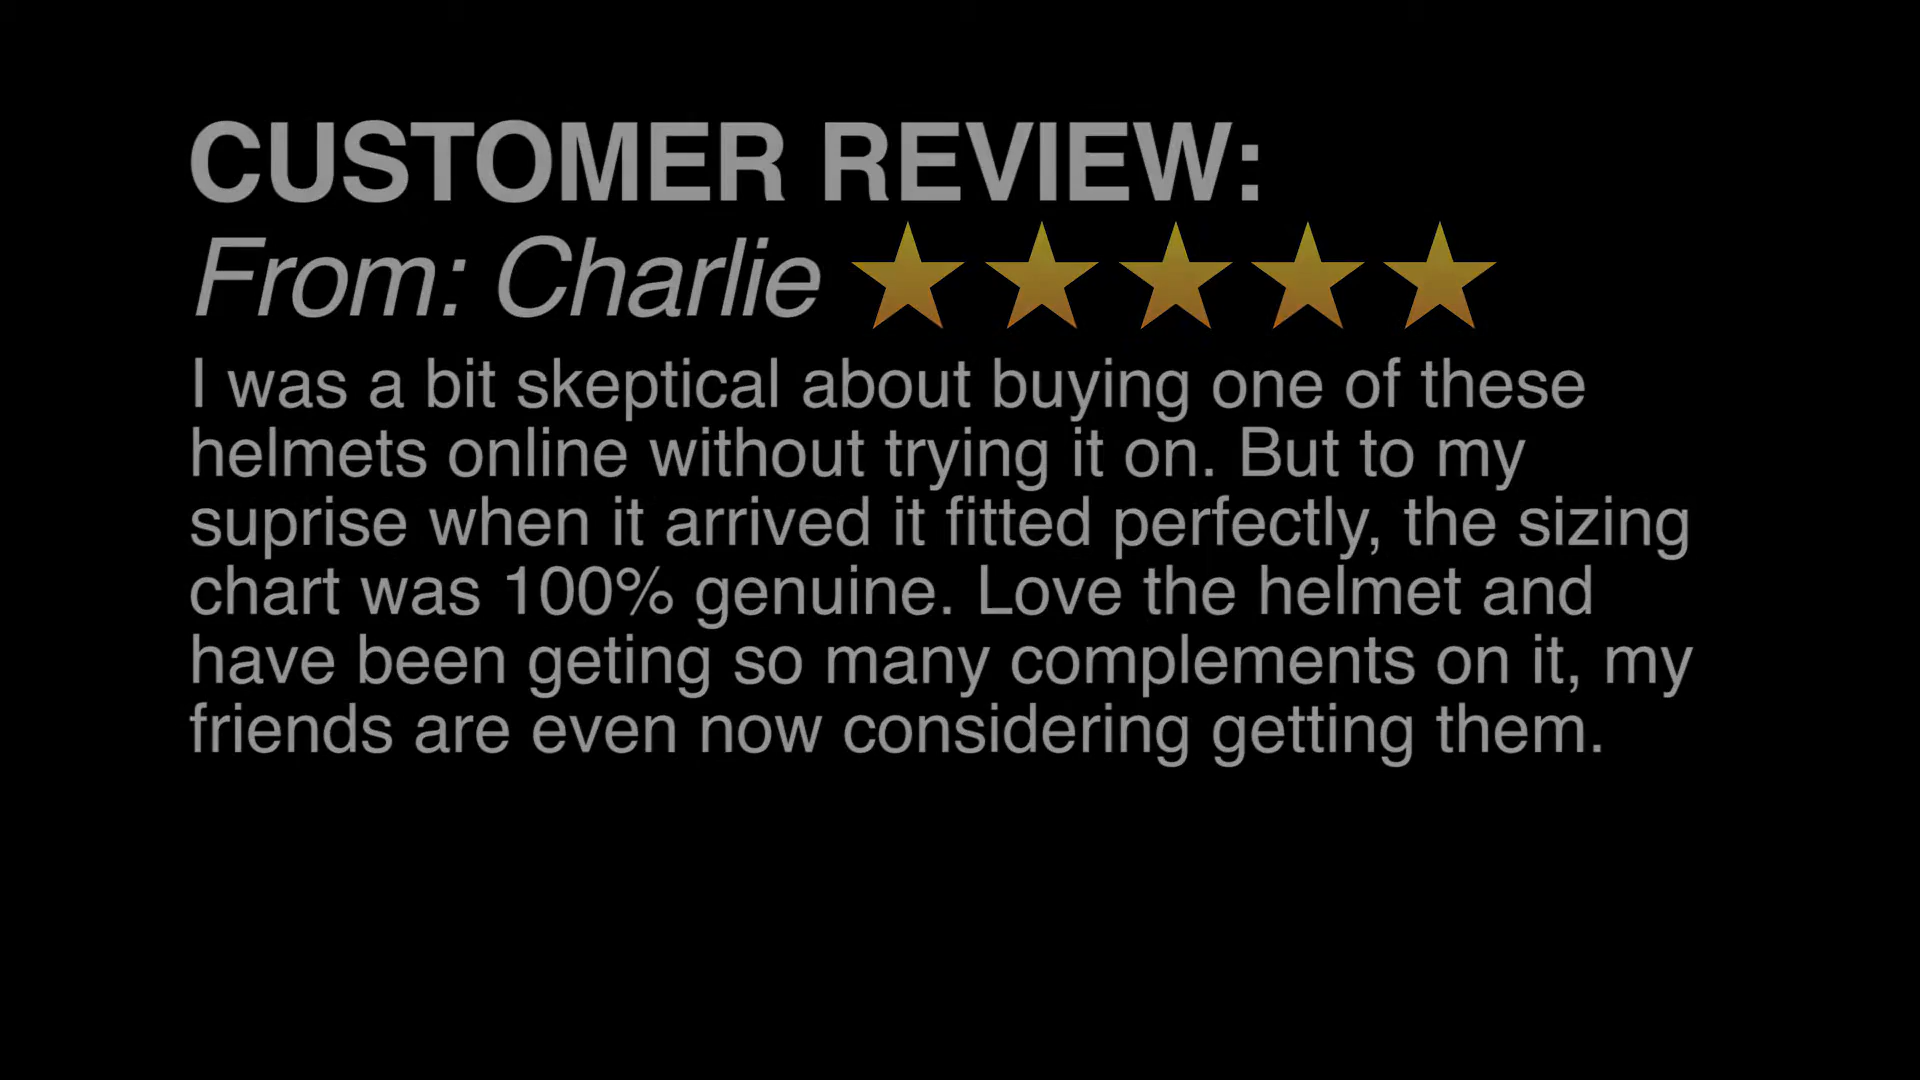 CUSTOMER REVIEW:
From: Charlie ★★★★★
I was a bit skeptical about buying one of these
helmets online without trying it on. But to my
suprise when it arrived it fitted perfectly, the sizing
chart was 100% genuine. Love the helmet and
have been geting so many complements on it, my
friends are even now considering getting them.